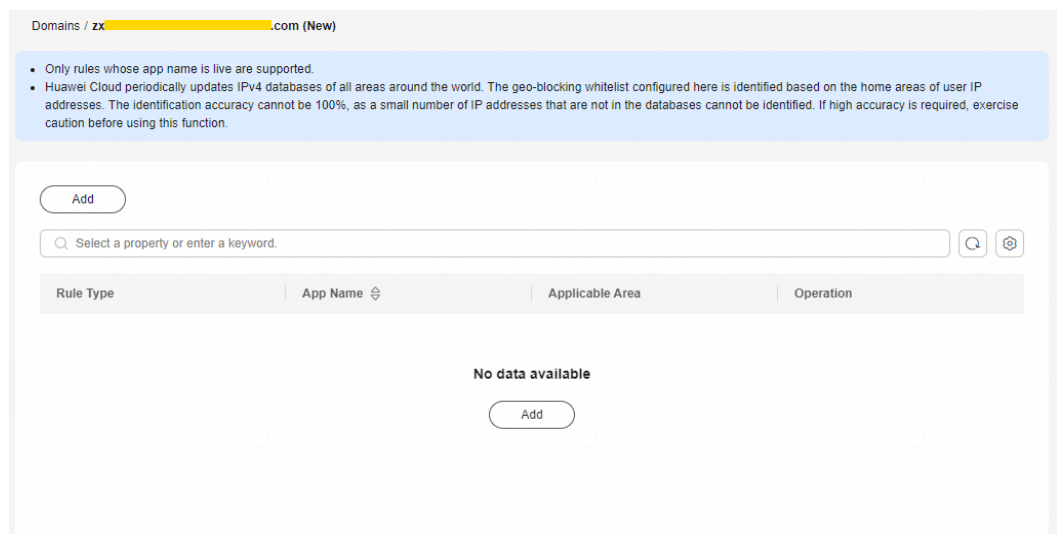 Domains / zx .com (New)
• Only rules whose app name is live are supported.
• Huawei Cloud periodically updates IPv4 databases of all areas around the world. The geo-blocking whitelist configured here is identified based on the home areas of user IP
addresses. The identification accuracy cannot be 100%, as a small number of IP addresses that are not in the databases cannot be identified. If high accuracy is required, exercise
caution before using this function.
Add
Select a property or enter a keyword.
Rule Type App Name Applicable Area Operation
No data available
Add